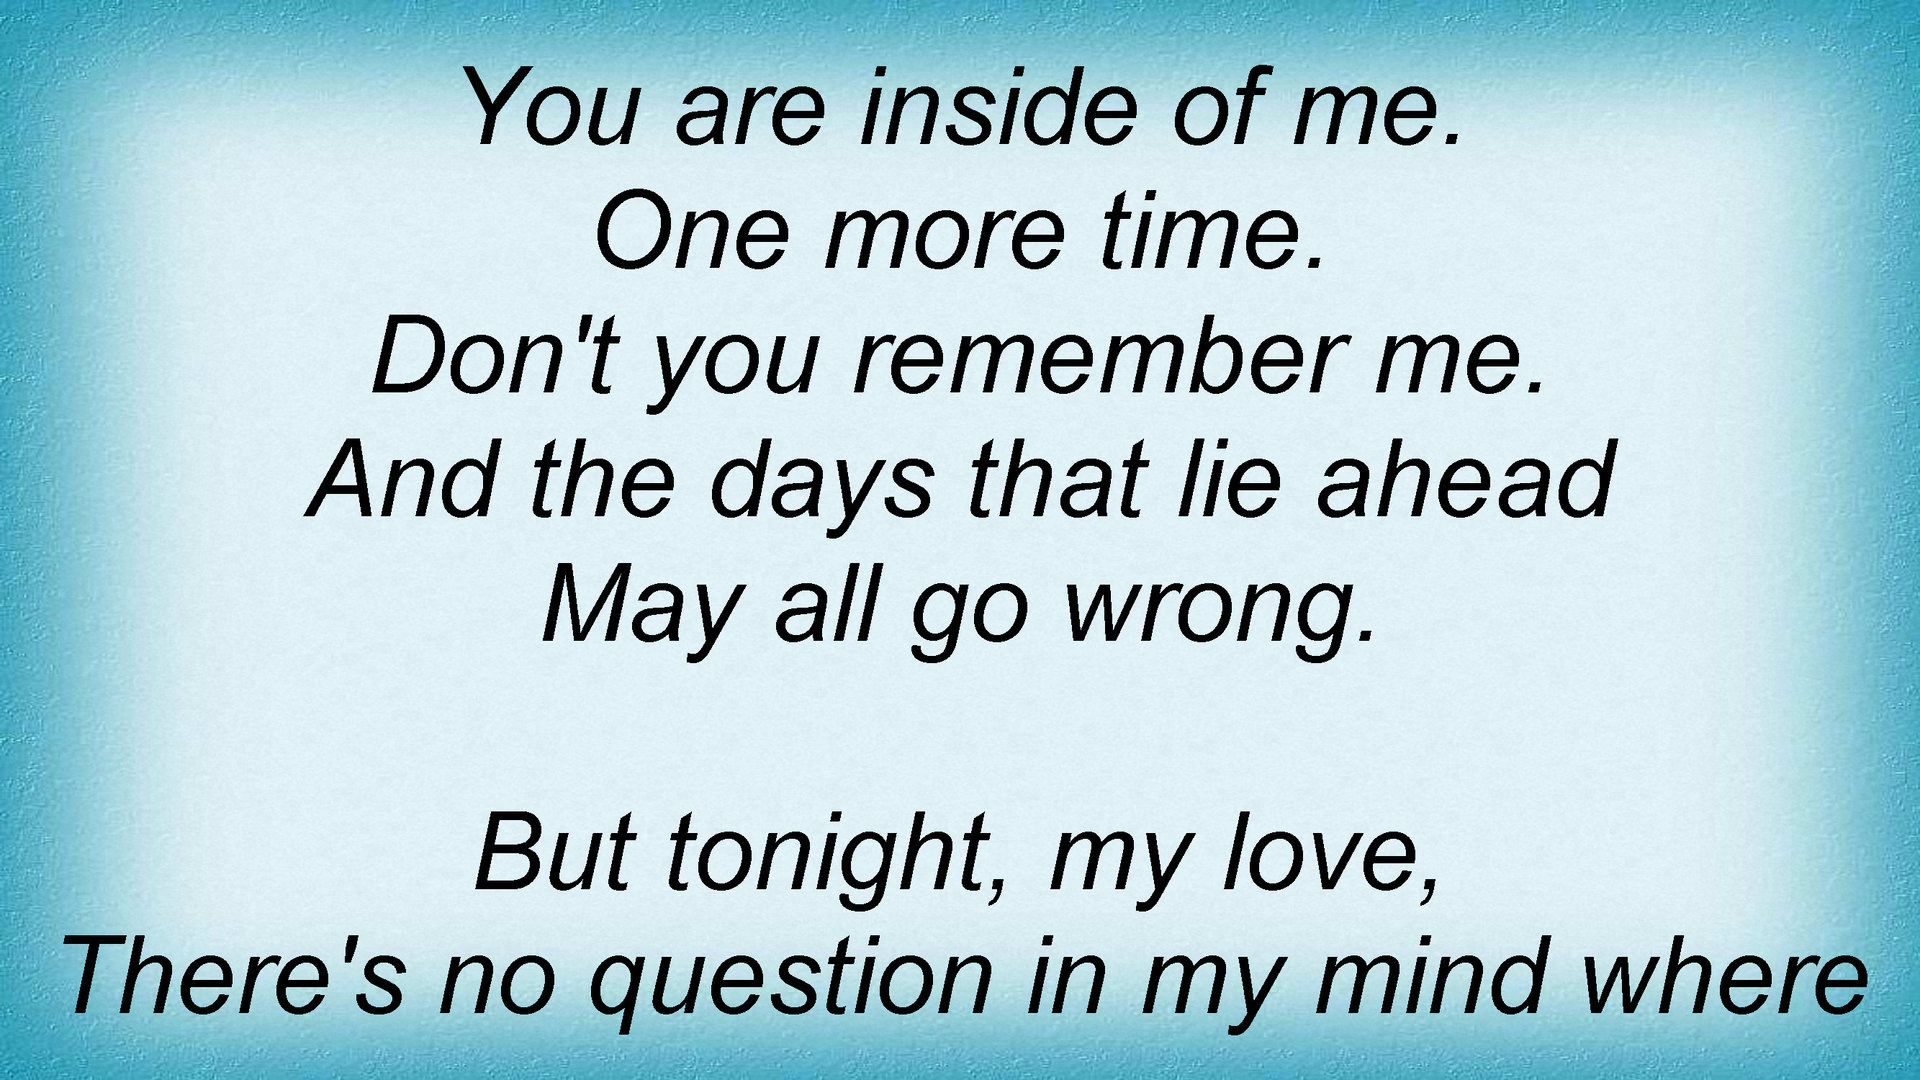 You are inside of me.
One more time.
Don't you remember me.
And the days that lie ahead
May all go wrong.
But tonight, my love,
There's no question in my mind where